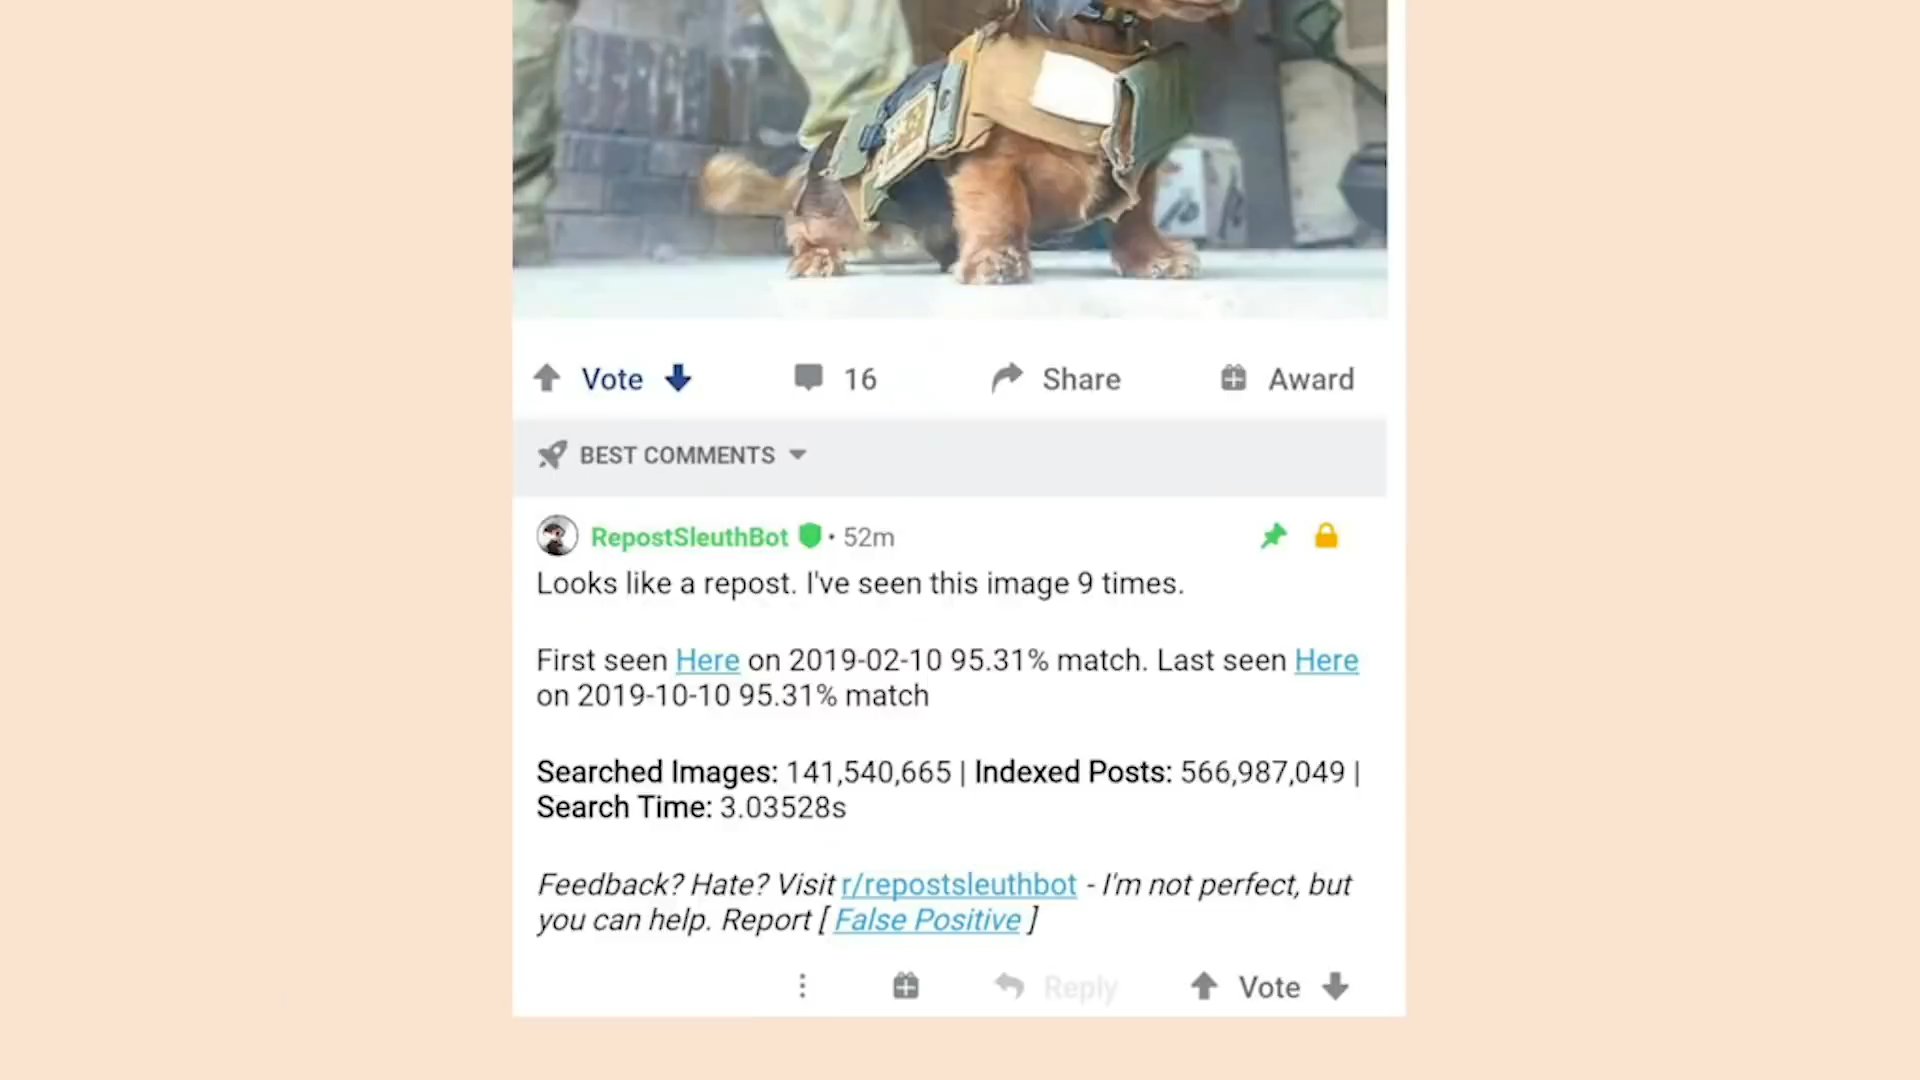 Vote 16 Share Award
BEST COMMENTS
RepostSleuthBot • 52m
Looks like a repost. I've seen this image 9 times.
First seen Here on 2019-02-10 95.31% match. Last seen Here
on 2019-10-10 95.31% match
Searched Images: 141,540,665 | Indexed Posts: 566,987,049 |
Search Time: 3.03528s
Feedback? Hate? Visit r/repostsleuthbot - I'm not perfect, but
you can help. Report [ False Positive ]
Reply Vote